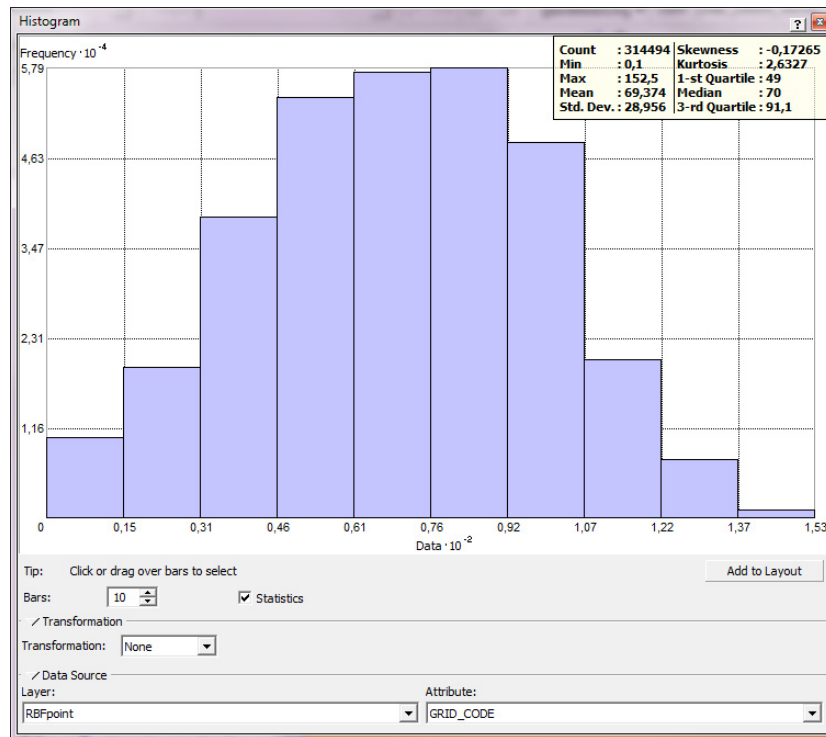 Histogram
Frequency · 10 -4
Count : 314494 Skewness : -0,17265
Min : 0,1 Kurtosis : 2,6327
Max : 152,5 1-st Quartile : 49
Mean : 69,374 Median : 70
Std. Dev. : 28,956 3-rd Quartile : 91,1
5,79
4,63
3,47
2,31
1,16
0 0,15 0,31 0,46 0,61 0,76 0,92 1,07 1,22 1,37 1,53
Data · 10 -2
Tip: Click or drag over bars to select Add to Layout
Bars: 10 Statistics
Transformation
Transformation: None
Data Source
Layer: Attribute:
RBFpoint GRID_CODE